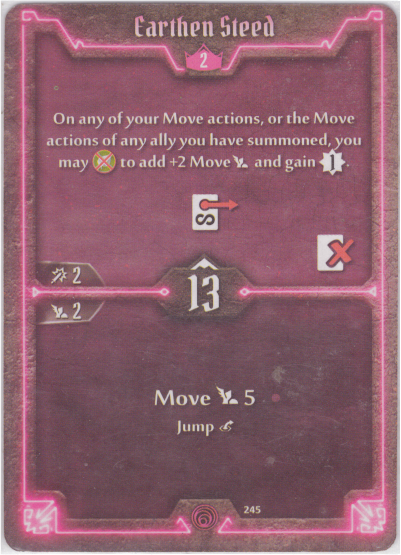 Earthen Steed
2
On any of your Move actions, or the Move
actions of any ally you have summoned, you
may to add +2 Move and gain 1.
2
13
2
Move 5
Jump
245